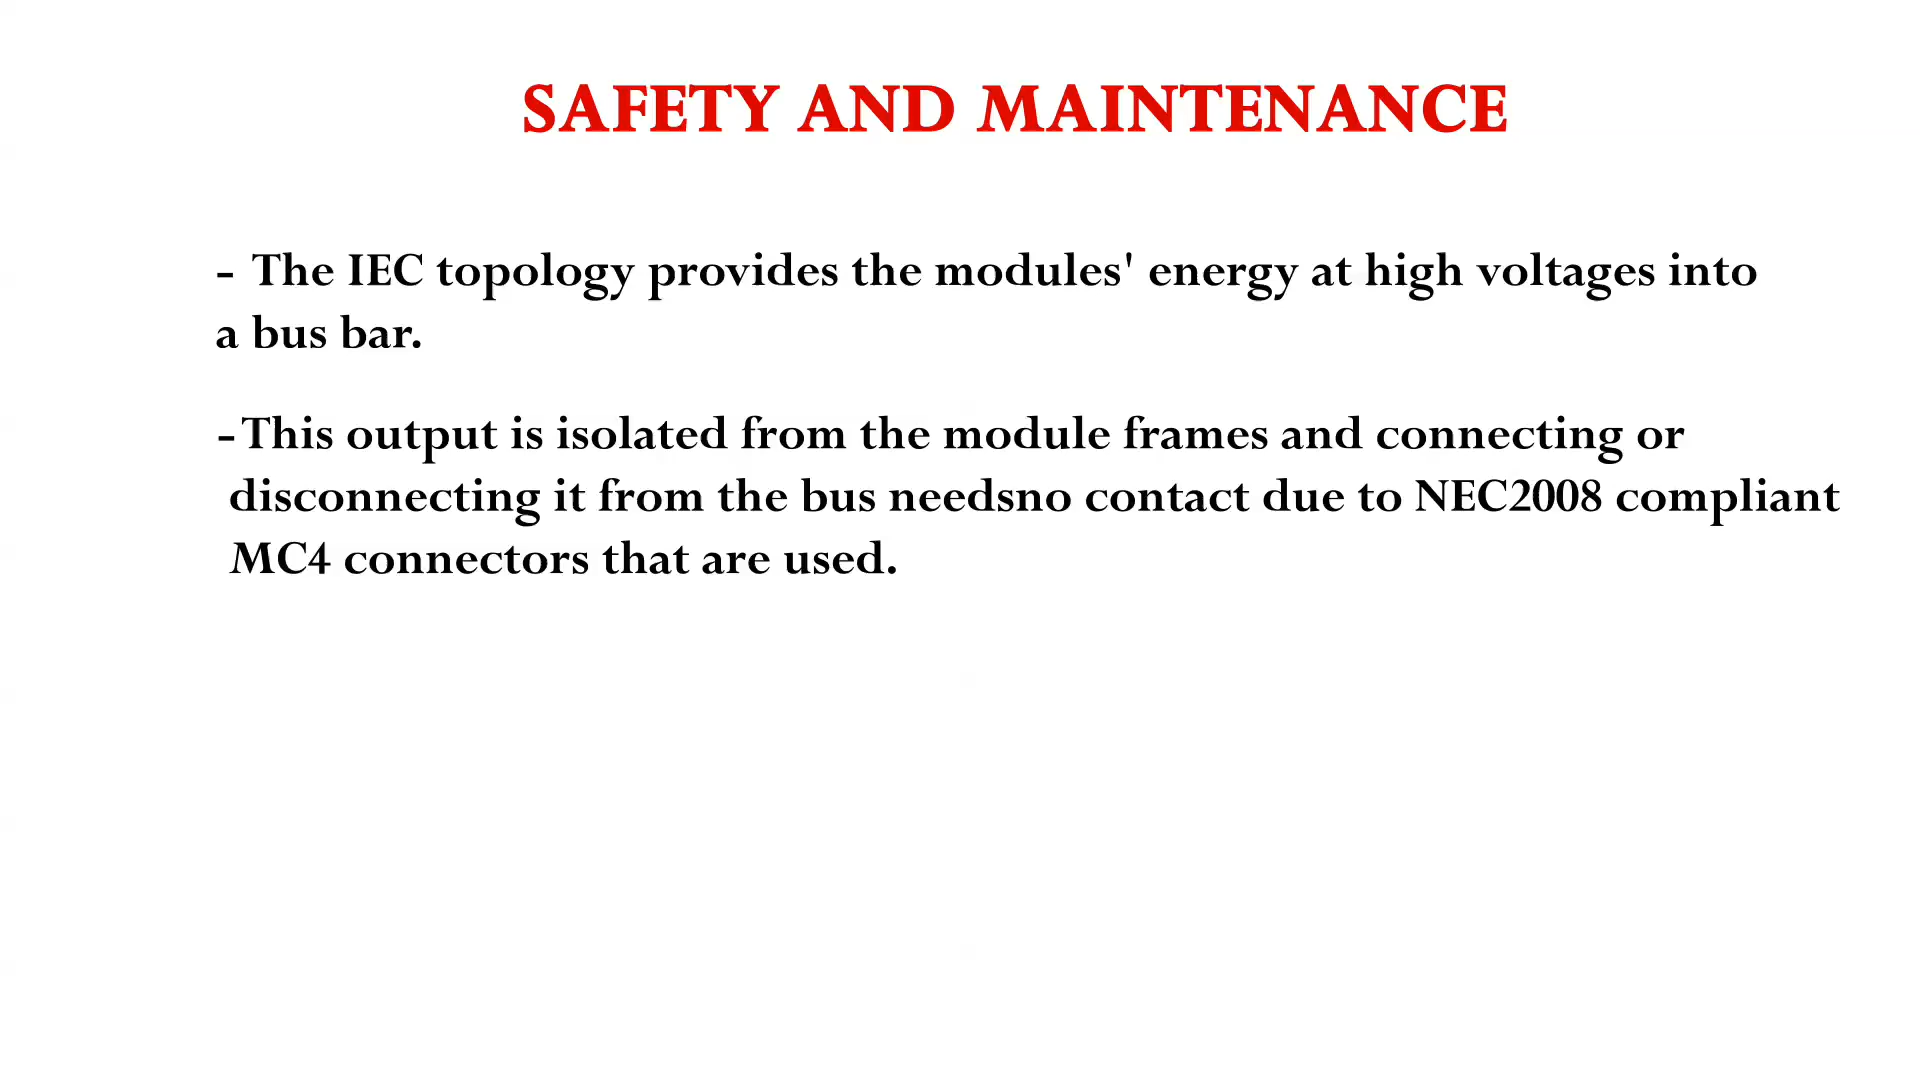 SAFETY AND MAINTENANCE
- The IEC topology provides the modules' energy at high voltages into
a bus bar.
-This output is isolated from the module frames and connecting or
disconnecting it from the bus needsno contact due to NEC2008 compliant
MC4 connectors that are used.